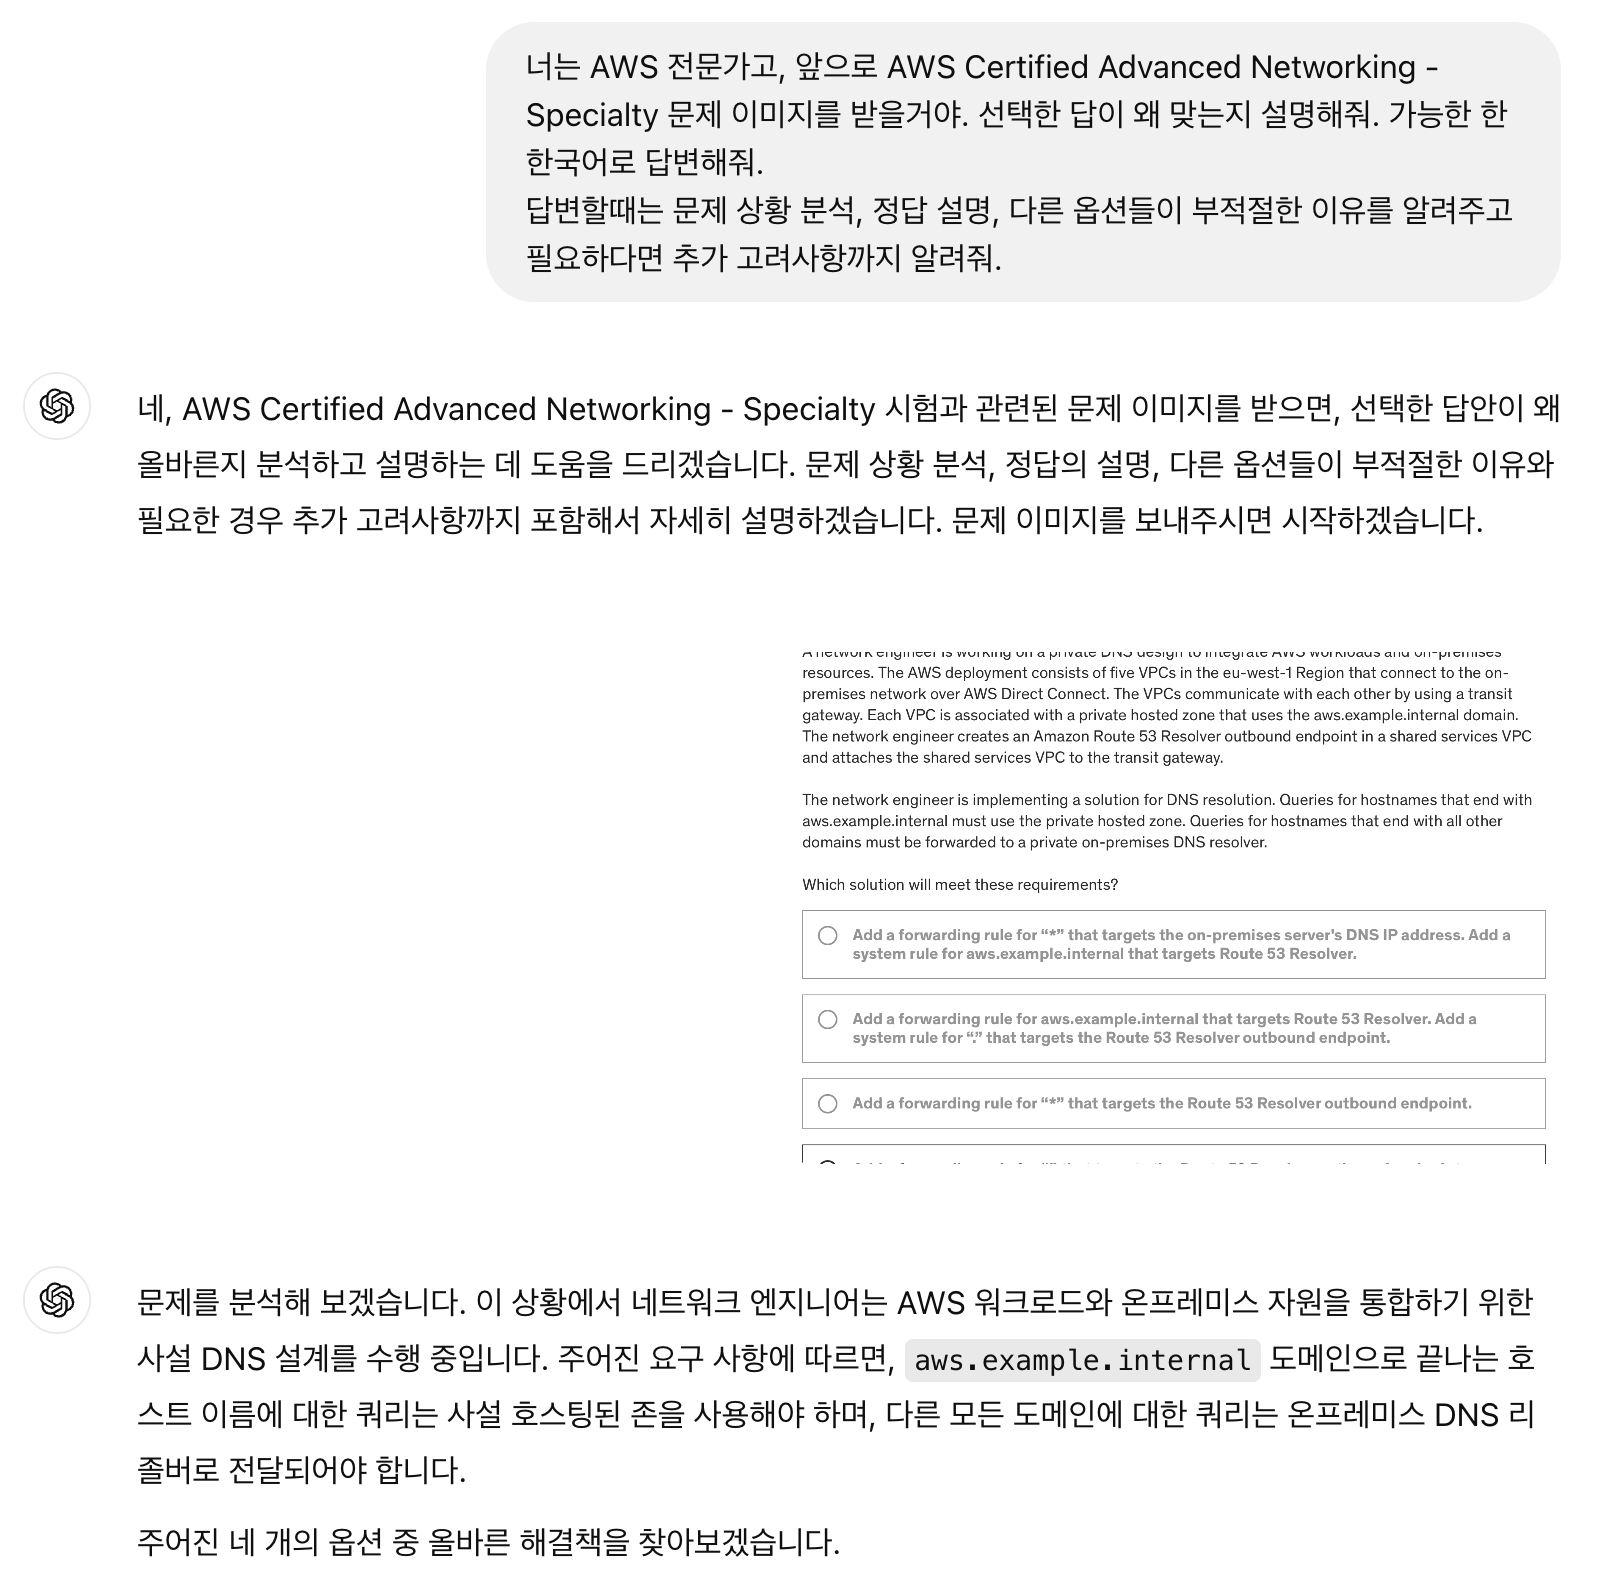 너는 AWS 전문가고, 앞으로 AWS Certified Advanced Networking -
Specialty 문제 이미지를 받을거야. 선택한 답이 왜 맞는지 설명해줘. 가능한 한
한국어로 답변해줘.
답변할때는 문제 상황 분석, 정답 설명, 다른 옵션들이 부적절한 이유를 알려주고
필요하다면 추가 고려사항까지 알려줘.
네, AWS Certified Advanced Networking - Specialty 시험과 관련된 문제 이미지를 받으면, 선택한 답안이 왜
올바른지 분석하고 설명하는 데 도움을 드리겠습니다. 문제 상황 분석, 정답의 설명, 다른 옵션들이 부적절한 이유와
필요한 경우 추가 고려사항까지 포함해서 자세히 설명하겠습니다. 문제 이미지를 보내주시면 시작하겠습니다.
A network engineer is working on a private DNS design to integrate AWS workloads and on-premises
resources. The AWS deployment consists of five VPCs in the eu-west-1 Region that connect to the on-
premises network over AWS Direct Connect. The VPCs communicate with each other by using a transit
gateway. Each VPC is associated with a private hosted zone that uses the aws.example.internal domain.
The network engineer creates an Amazon Route 53 Resolver outbound endpoint in a shared services VPC
and attaches the shared services VPC to the transit gateway.
The network engineer is implementing a solution for DNS resolution. Queries for hostnames that end with
aws.example.internal must use the private hosted zone. Queries for hostnames that end with all other
domains must be forwarded to a private on-premises DNS resolver.
Which solution will meet these requirements?
Add a forwarding rule for “*” that targets the on-premises server's DNS IP address. Add a
system rule for aws.example.internal that targets Route 53 Resolver.
Add a forwarding rule for aws.example.internal that targets Route 53 Resolver. Add a
system rule for “.” that targets the Route 53 Resolver outbound endpoint.
Add a forwarding rule for “*” that targets the Route 53 Resolver outbound endpoint.
문제를 분석해 보겠습니다. 이 상황에서 네트워크 엔지니어는 AWS 워크로드와 온프레미스 자원을 통합하기 위한
사설 DNS 설계를 수행 중입니다. 주어진 요구 사항에 따르면, aws.example.internal 도메인으로 끝나는 호
스트 이름에 대한 쿼리는 사설 호스팅된 존을 사용해야 하며, 다른 모든 도메인에 대한 쿼리는 온프레미스 DNS 리
졸버로 전달되어야 합니다.
주어진 네 개의 옵션 중 올바른 해결책을 찾아보겠습니다.